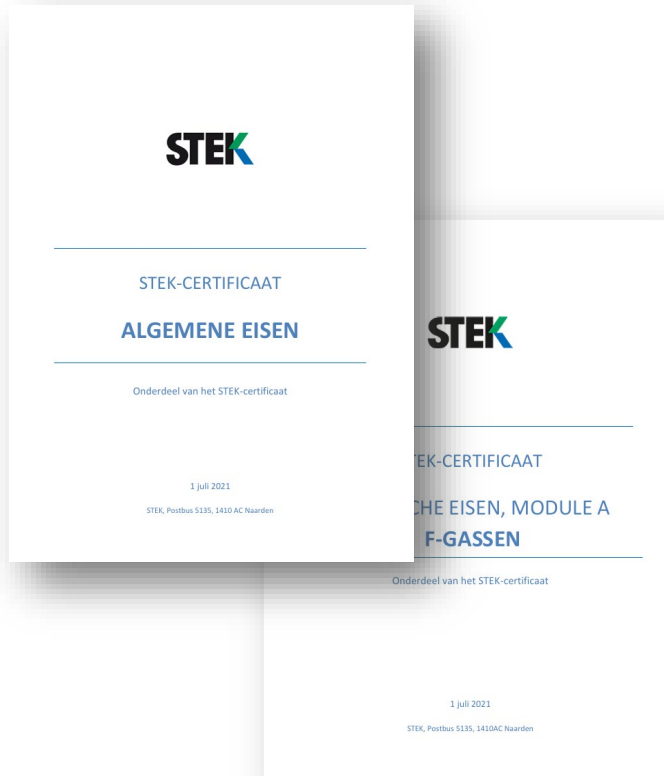 STEK
STEK-CERTIFICAAT
ALGEMENE EISEN
Onderdeel van het STEK-certificaat
1 juli 2021
STEK, Postbus 5135, 1410 AC Naarden
STEK
EK-CERTIFICAAT
CHE EISEN, MODULE A
F-GASSEN
Onderdeel van het STEK-certificaat
1 juli 2021
STEK, Postbus 5135, 1410AC Naarden